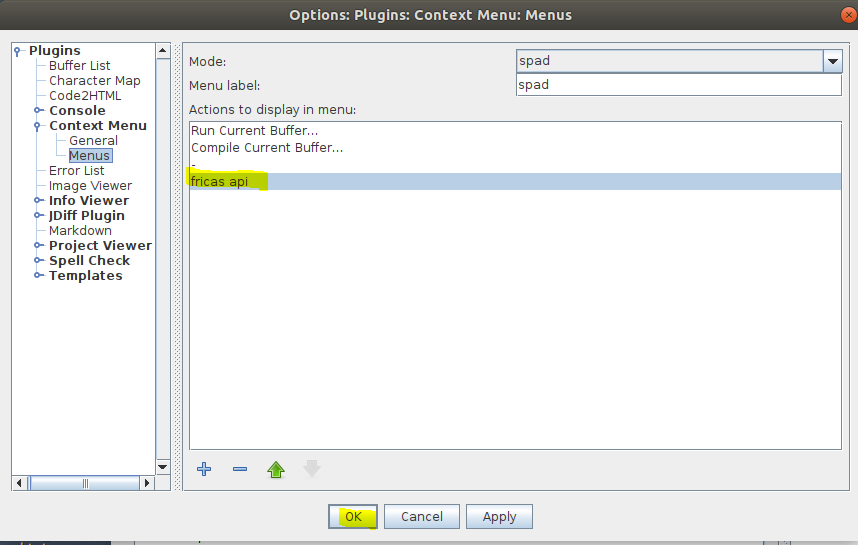 Options: Plugins: Context Menu: Menus
Plugins
Buffer List
Character Map
Code2HTML
Console
Context Menu
General
Menus
Error List
Image Viewer
Info Viewer
JDiff Plugin
Markdown
Project Viewer
Spell Check
Templates
Mode:
spad
Menu label:
spad
Actions to display in menu:
Run Current Buffer...
Compile Current Buffer...
-
fricas api
OK
Cancel
Apply